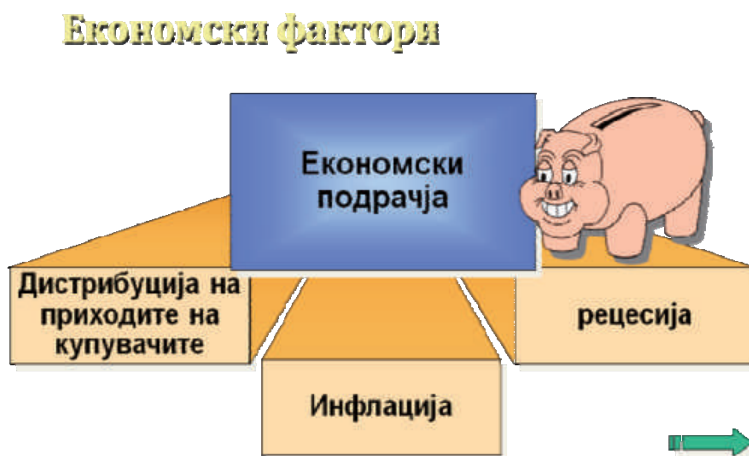 Економски фактори
Економски
подрачја
Дистрибуција на
приходите на
купувачите
рецесија
Инфлација